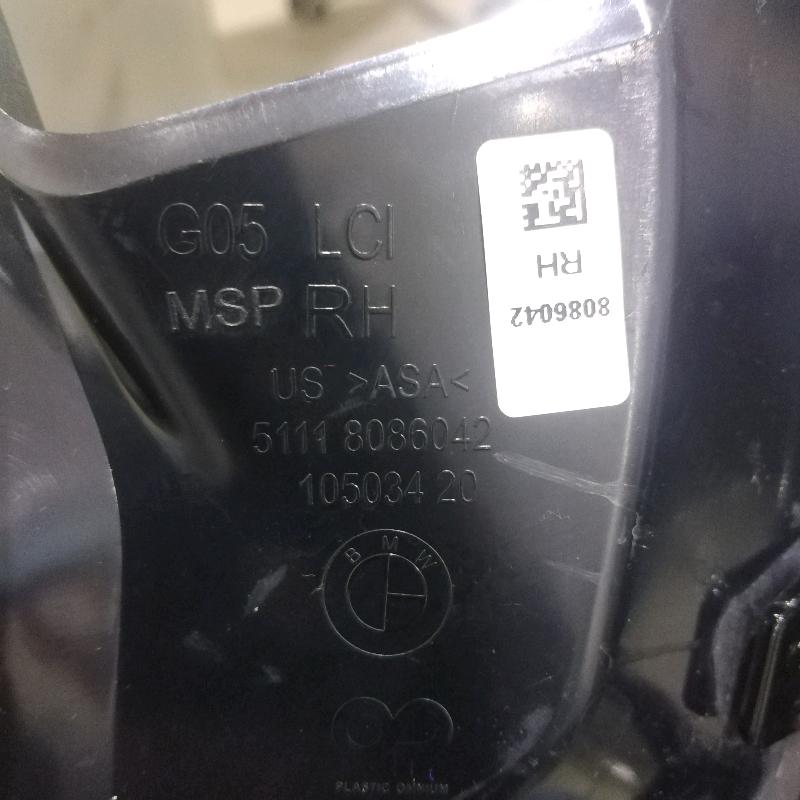 G05 LCI
MSP RH
US >ASA<
5111 8086042
105034 20
BMW
PLASTIC OMNIUM
RH
8086042